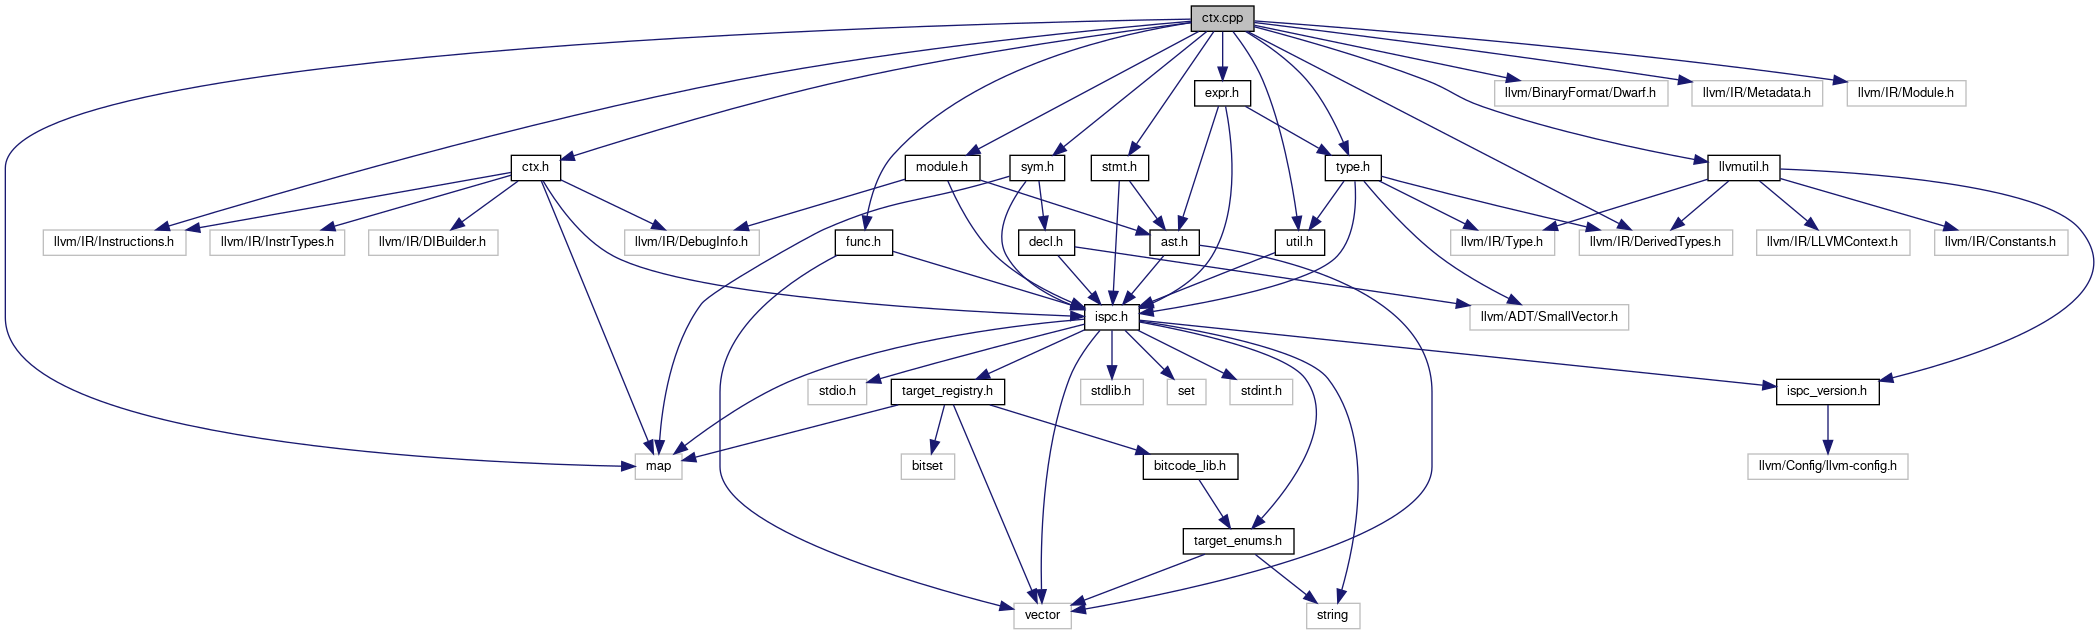 ctx.cpp
expr.h
llvm/BinaryFormat/Dwarf.h
llvm/IR/Metadata.h
llvm/IR/Module.h
ctx.h
module.h
sym.h
stmt.h
type.h
llvmutil.h
llvm/IR/Instructions.h
llvm/IR/InstrTypes.h
llvm/IR/DIBuilder.h
llvm/IR/DebugInfo.h
func.h
decl.h
ast.h
util.h
llvm/IR/Type.h
llvm/IR/DerivedTypes.h
llvm/IR/LLVMContext.h
llvm/IR/Constants.h
ispc.h
llvm/ADT/SmallVector.h
stdio.h
target_registry.h
stdlib.h
set
stdint.h
ispc_version.h
map
bitset
bitcode_lib.h
llvm/Config/llvm-config.h
target_enums.h
vector
string